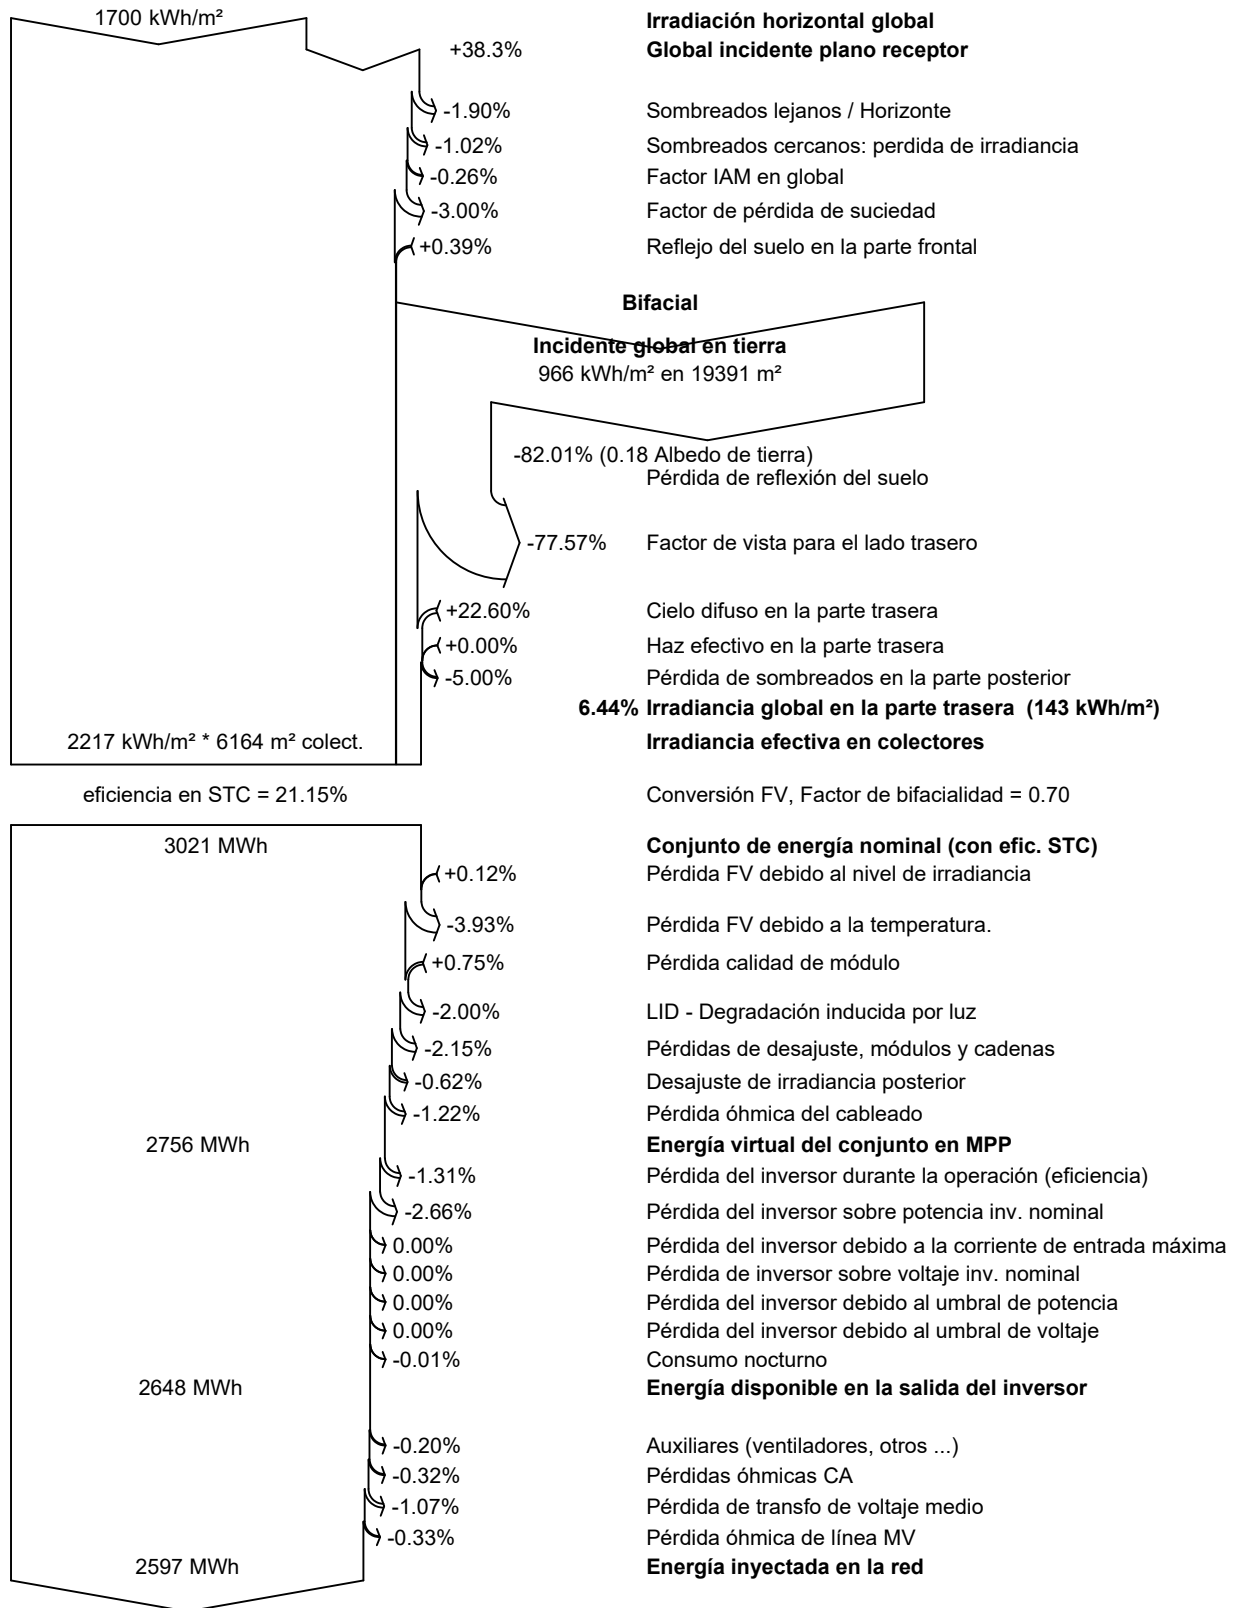 1700 kWh/m² Irradiación horizontal global
+38.3% Global incidente plano receptor
-1.90% Sombreados lejanos / Horizonte
-1.02% Sombreados cercanos: perdida de irradiancia
-0.26% Factor IAM en global
-3.00% Factor de pérdida de suciedad
+0.39% Reflejo del suelo en la parte frontal
Bifacial
Incidente global en tierra
966 kWh/m² en 19391 m²
-82.01% (0.18 Albedo de tierra)
Pérdida de reflexión del suelo
-77.57% Factor de vista para el lado trasero
+22.60% Cielo difuso en la parte trasera
+0.00% Haz efectivo en la parte trasera
-5.00% Pérdida de sombreados en la parte posterior
6.44% Irradiancia global en la parte trasera (143 kWh/m²)
2217 kWh/m² * 6164 m² colect. Irradiancia efectiva en colectores
eficiencia en STC = 21.15% Conversión FV, Factor de bifacialidad = 0.70
3021 MWh Conjunto de energía nominal (con efic. STC)
+0.12% Pérdida FV debido al nivel de irradiancia
-3.93% Pérdida FV debido a la temperatura.
+0.75% Pérdida calidad de módulo
-2.00% LID - Degradación inducida por luz
-2.15% Pérdidas de desajuste, módulos y cadenas
-0.62% Desajuste de irradiancia posterior
-1.22% Pérdida óhmica del cableado
2756 MWh Energía virtual del conjunto en MPP
-1.31% Pérdida del inversor durante la operación (eficiencia)
-2.66% Pérdida del inversor sobre potencia inv. nominal
0.00% Pérdida del inversor debido a la corriente de entrada máxima
0.00% Pérdida de inversor sobre voltaje inv. nominal
0.00% Pérdida del inversor debido al umbral de potencia
0.00% Pérdida del inversor debido al umbral de voltaje
-0.01% Consumo nocturno
2648 MWh Energía disponible en la salida del inversor
-0.20% Auxiliares (ventiladores, otros ...)
-0.32% Pérdidas óhmicas CA
-1.07% Pérdida de transfo de voltaje medio
-0.33% Pérdida óhmica de línea MV
2597 MWh Energía inyectada en la red